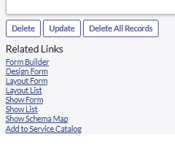 Delete Update Delete All Records
Related Links
Form Builder
Design Form
Layout Form
Layout List
Show Form
Show List
Show Schema Map
Add to Service Catalog